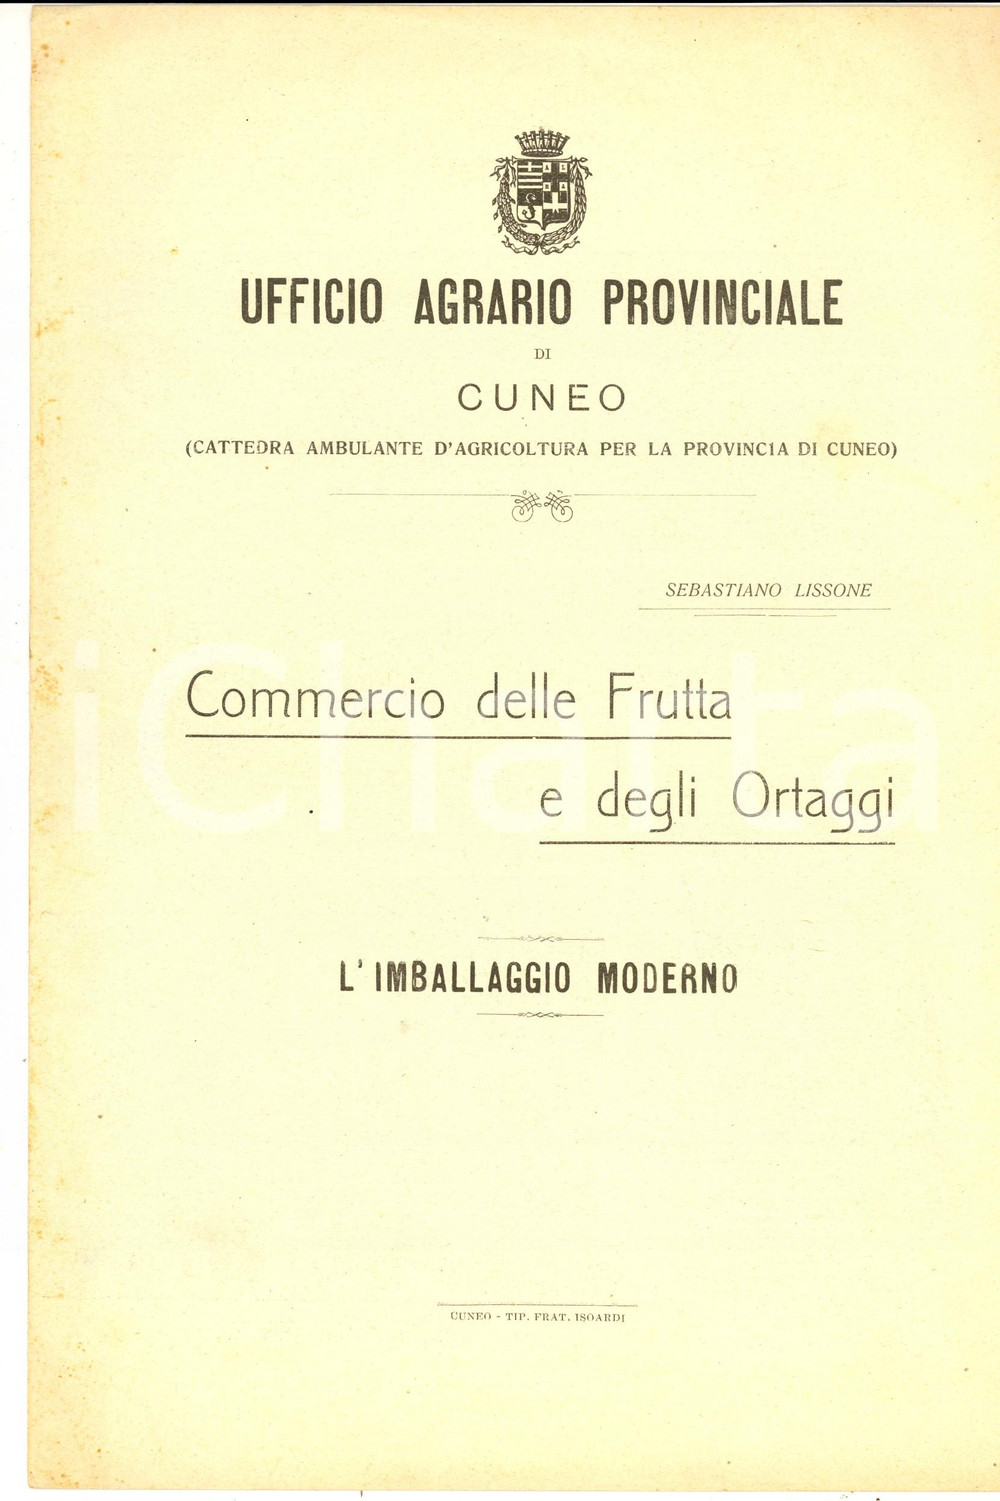 UFFICIO AGRARIO PROVINCIALE
DI
CUNEO
(CATTEDRA AMBULANTE D'AGRICOLTURA PER LA PROVINCIA DI CUNEO)
SEBASTIANO LISSONE
Commercio delle Frutta
e degli Ortaggi
iCharta
L'IMBALLAGGIO MODERNO
CUNEO - TIP. FRAT. ISOARDI